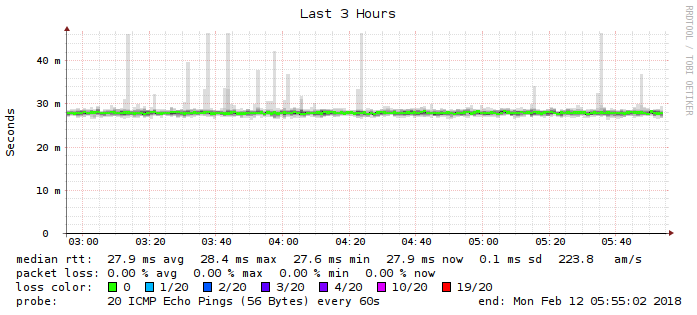 Last 3 Hours
RRDTOOL / TOBI OETIKER
Seconds
40 m
30 m
20 m
10 m
0
03:00 03:20 03:40 04:00 04:20 04:40 05:00 05:20 05:40
median rtt: 27.9 ms avg 28.4 ms max 27.6 ms min 27.9 ms now 0.1 ms sd 223.8 am/s
packet loss: 0.00 % avg 0.00 % max 0.00 % min 0.00 % now
loss color: 0 1/20 2/20 3/20 4/20 10/20 19/20
probe: 20 ICMP Echo Pings (56 Bytes) every 60s end: Mon Feb 12 05:55:02 2018